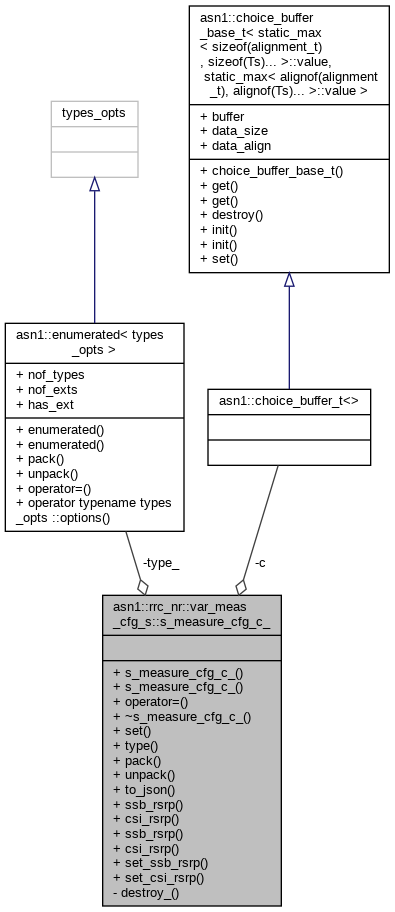 asn1::choice_buffer
_base_t< static_max
< sizeof(alignment_t)
, sizeof(Ts)... >::value,
static_max< alignof(alignment
_t), alignof(Ts)... >::value >
+ buffer
+ data_size
+ data_align
+ choice_buffer_base_t()
+ get()
+ get()
+ destroy()
+ init()
+ init()
+ set()
types_opts
asn1::enumerated< types
_opts >
+ nof_types
+ nof_exts
+ has_ext
+ enumerated()
+ enumerated()
+ pack()
+ unpack()
+ operator=()
+ operator typename types
_opts ::options()
asn1::choice_buffer_t<>
-type_
-c
asn1::rrc_nr::var_meas
_cfg_s::s_measure_cfg_c_
+ s_measure_cfg_c_()
+ s_measure_cfg_c_()
+ operator=()
+ ~s_measure_cfg_c_()
+ set()
+ type()
+ pack()
+ unpack()
+ to_json()
+ ssb_rsrp()
+ csi_rsrp()
+ ssb_rsrp()
+ csi_rsrp()
+ set_ssb_rsrp()
+ set_csi_rsrp()
- destroy_()